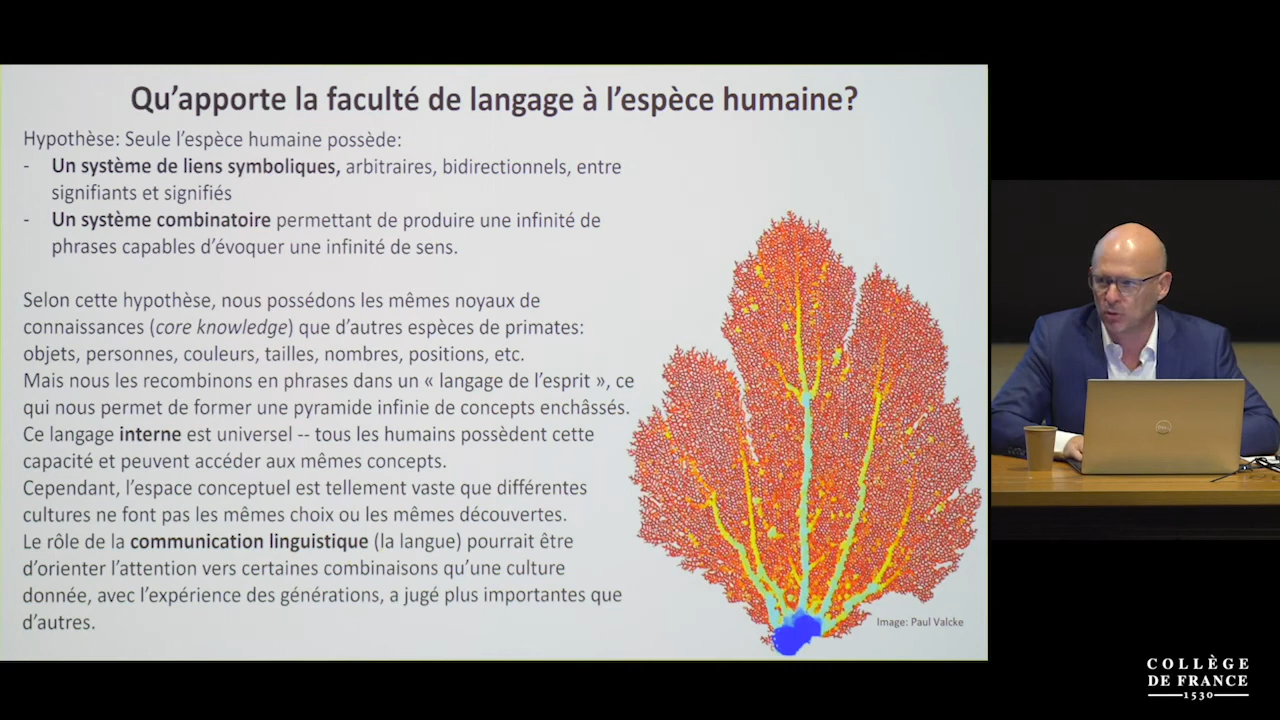 Qu'apporte la faculté de langage à l'espèce humaine?
Hypothèse: Seule l'espèce humaine possède:
- Un système de liens symboliques, arbitraires, bidirectionnels, entre
signifiants et signifiés
- Un système combinatoire permettant de produire une infinité de
phrases capables d'évoquer une infinité de sens.
Selon cette hypothèse, nous possédons les mêmes noyaux de
connaissances (core knowledge) que d'autres espèces de primates:
objets, personnes, couleurs, tailles, nombres, positions, etc.
Mais nous les recombinons en phrases dans un « langage de l'esprit », ce
qui nous permet de former une pyramide infinie de concepts enchâssés.
Ce langage interne est universel -- tous les humains possèdent cette
capacité et peuvent accéder aux mêmes concepts.
Cependant, l'espace conceptuel est tellement vaste que différentes
cultures ne font pas les mêmes choix ou les mêmes découvertes.
Le rôle de la communication linguistique (la langue) pourrait être
d'orienter l'attention vers certaines combinaisons qu'une culture
donnée, avec l'expérience des générations, a jugé plus importantes que
d'autres.
Image: Paul Valcke
DELL
COLLÈGE
DE FRANCE
1530